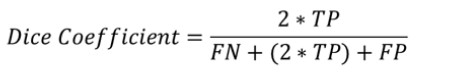 Dice Coefficient = 2 * TP / FN + (2 * TP) + FP